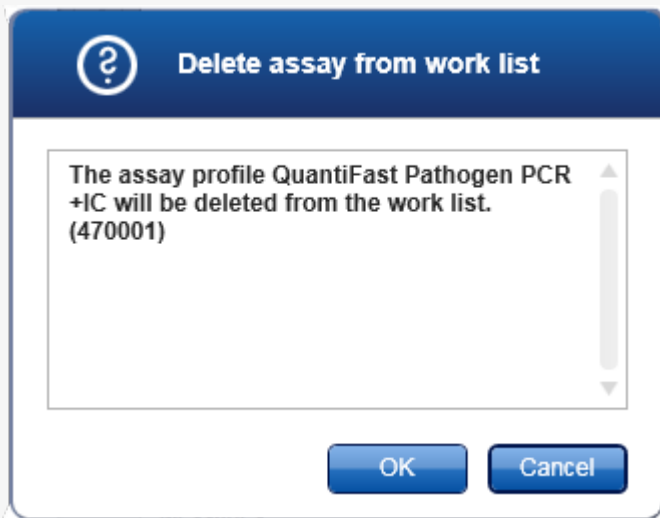 Delete assay from work list
The assay profile QuantiFast Pathogen PCR
+IC will be deleted from the work list.
(470001)
OK
Cancel